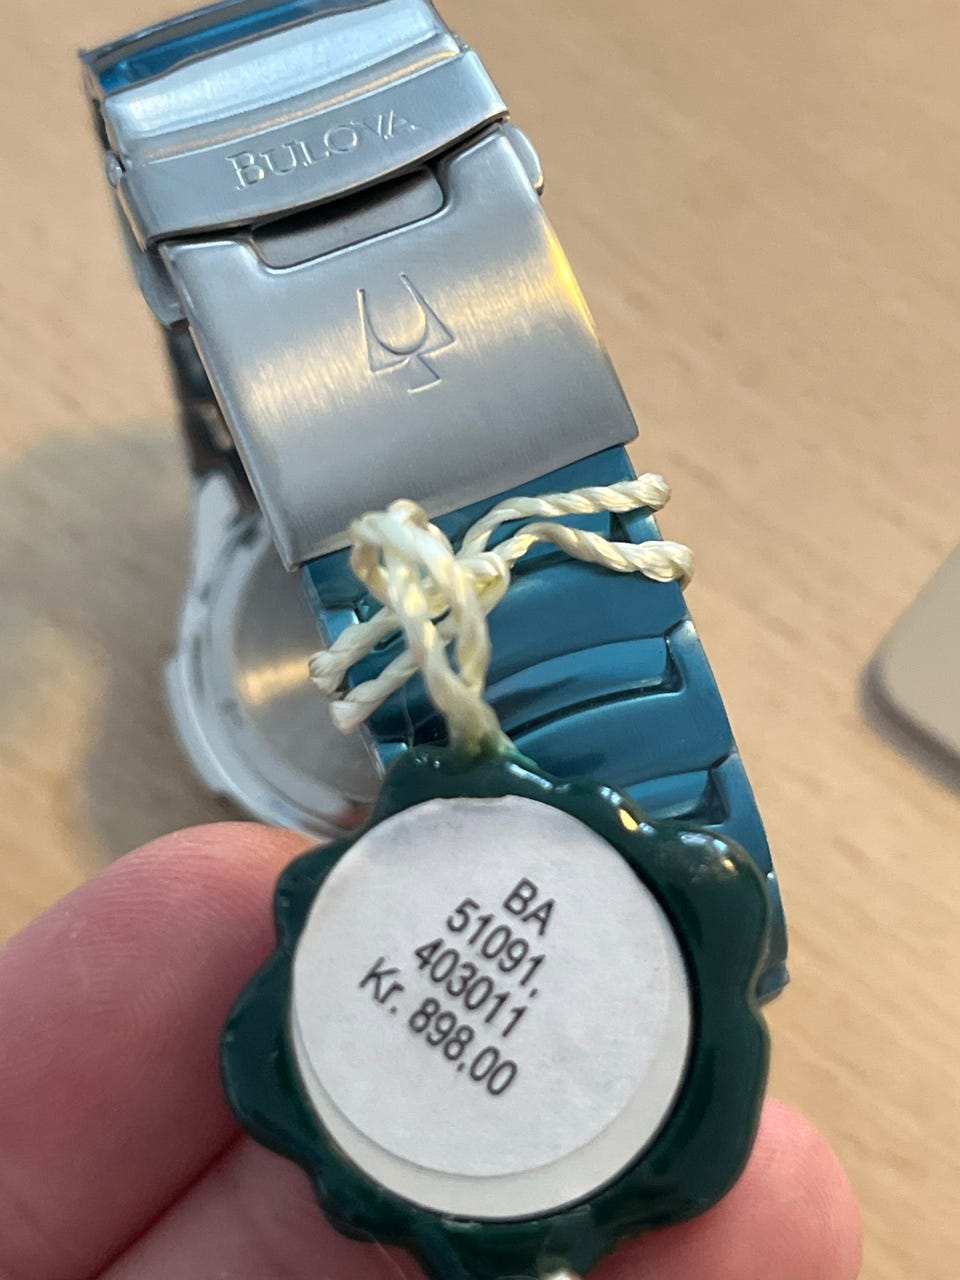 BULOVA
BA
51091.
403011
Kr. 898.00